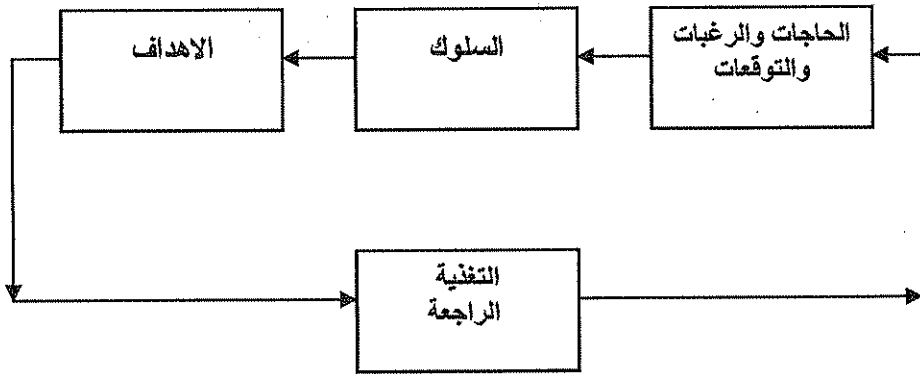 الحاجات والرغبات
والتوقعات
السلوك
الاهداف
التغذية
الراجعة